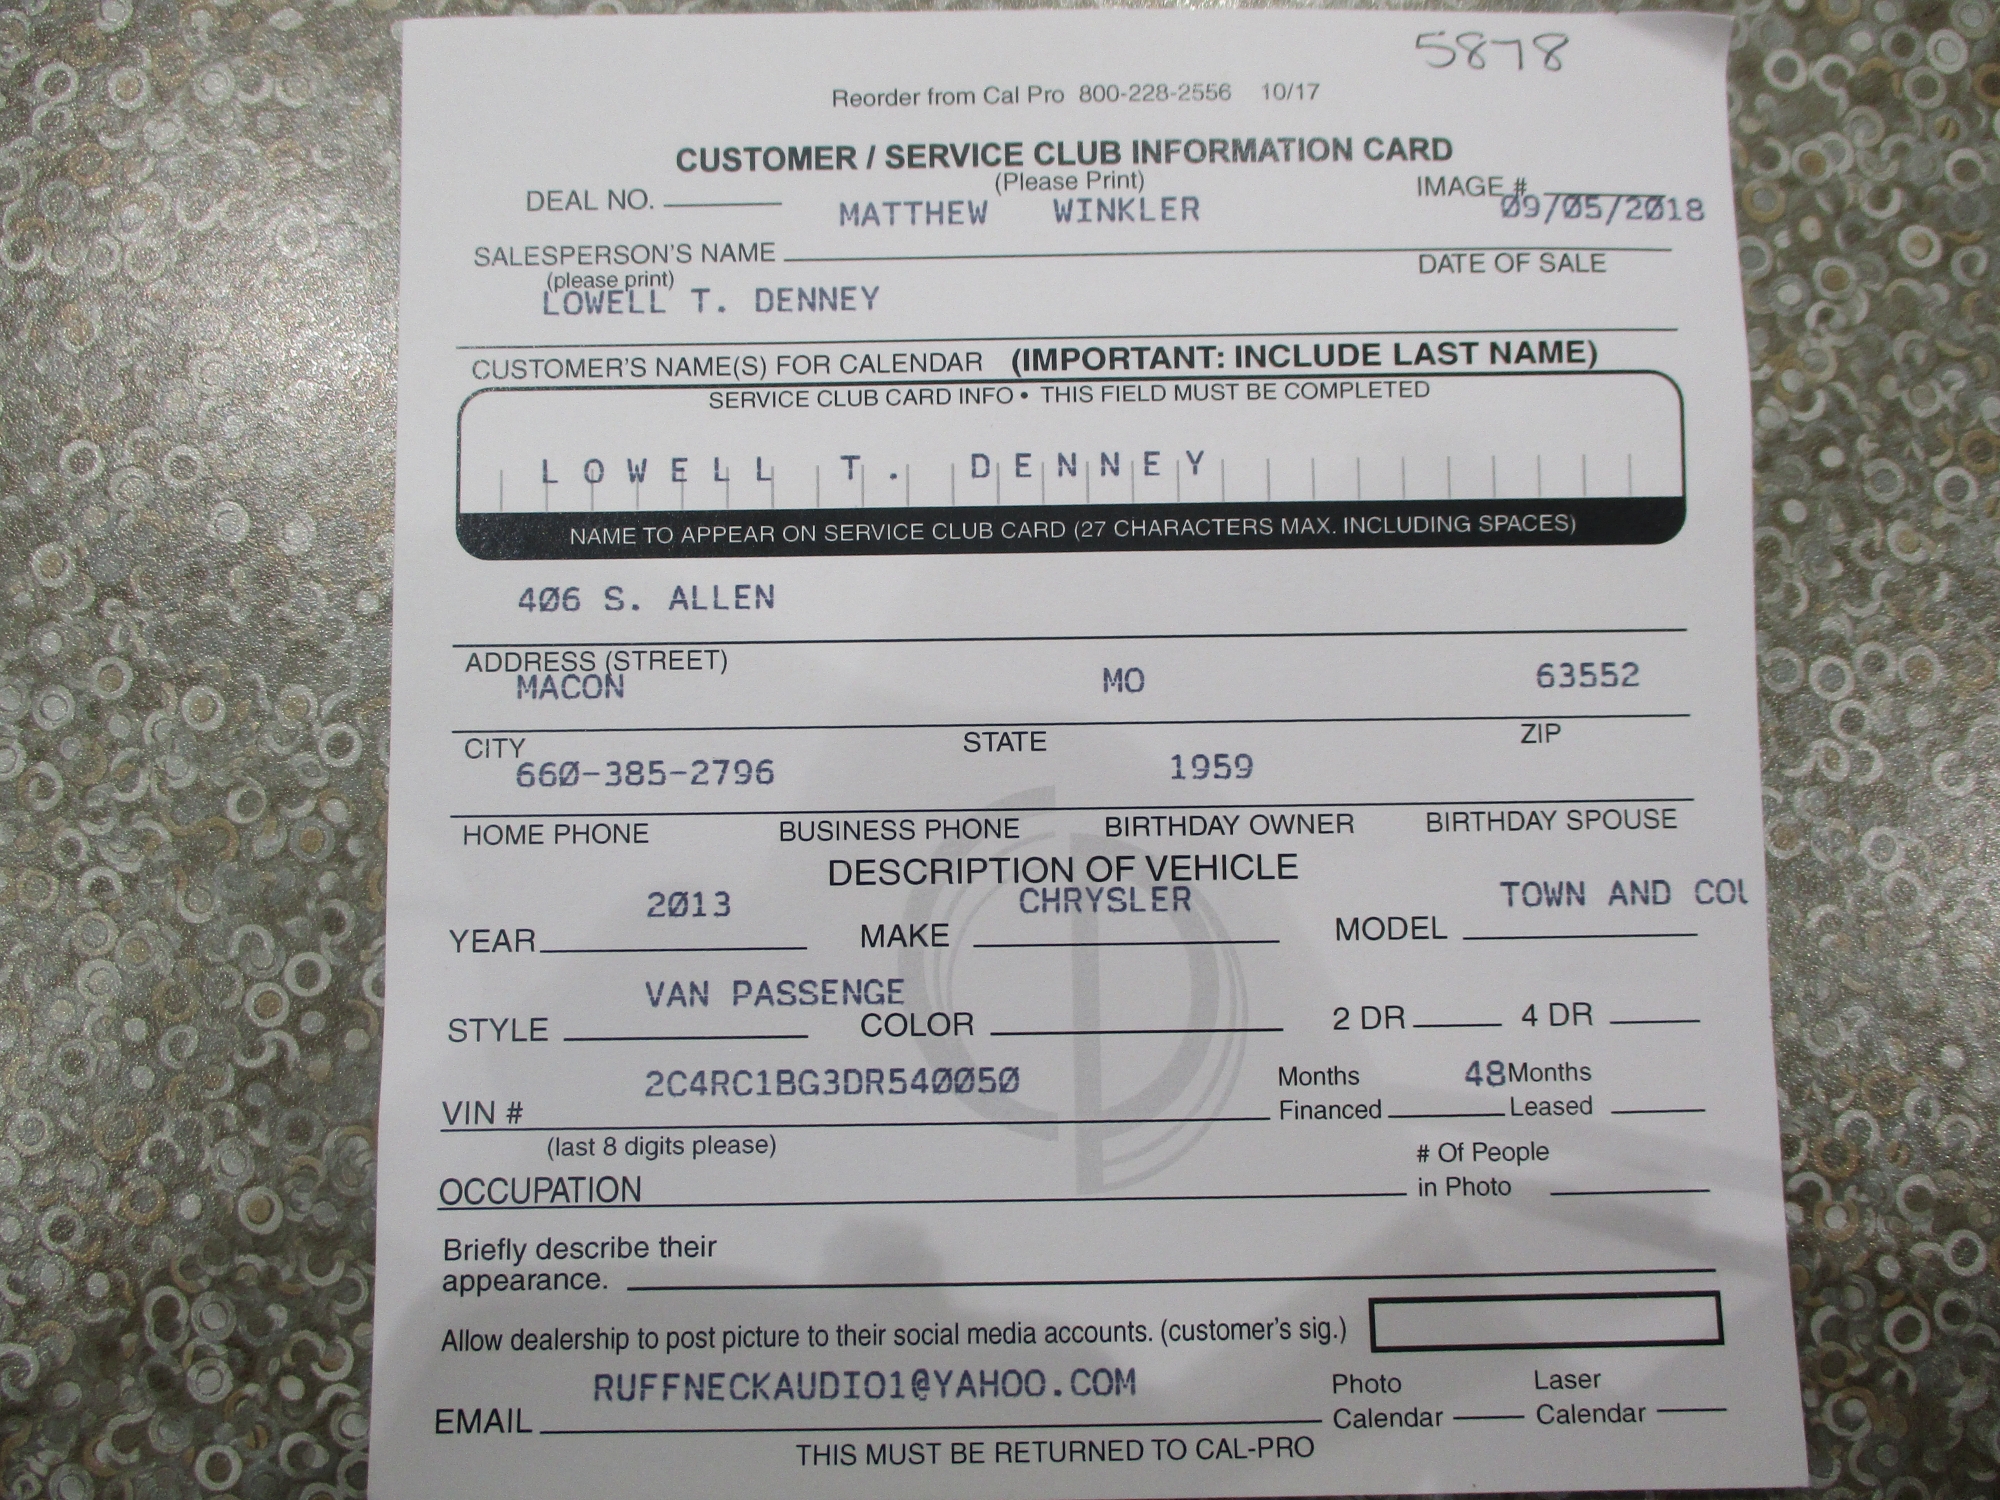 5878
Reorder from Cal Pro 800-228-2556 10/17
CUSTOMER / SERVICE CLUB INFORMATION CARD
(Please Print)
DEAL NO. IMAGE #
MATTHEW WINKLER 09/05/2018
SALESPERSON'S NAME DATE OF SALE
(please print)
LOWELL T. DENNEY
CUSTOMER'S NAME(S) FOR CALENDAR (IMPORTANT: INCLUDE LAST NAME)
SERVICE CLUB CARD INFO • THIS FIELD MUST BE COMPLETED
LOWELL T. DENNEY
NAME TO APPEAR ON SERVICE CLUB CARD (27 CHARACTERS MAX. INCLUDING SPACES)
406 S. ALLEN
ADDRESS (STREET)
MACON MO 63552
CITY STATE ZIP
660-385-2796 1959
HOME PHONE BUSINESS PHONE BIRTHDAY OWNER BIRTHDAY SPOUSE
DESCRIPTION OF VEHICLE
2013 CHRYSLER TOWN AND COU
YEAR MAKE MODEL
VAN PASSENGE
STYLE COLOR 2 DR 4 DR
2C4RC1BG3DR540050 Months 48 Months
VIN # Financed Leased
(last 8 digits please) # Of People
OCCUPATION in Photo
Briefly describe their
appearance.
Allow dealership to post picture to their social media accounts. (customer's sig.)
RUFFNECKAUDIO1@YAHOO.COM Photo Laser
EMAIL Calendar Calendar
THIS MUST BE RETURNED TO CAL-PRO